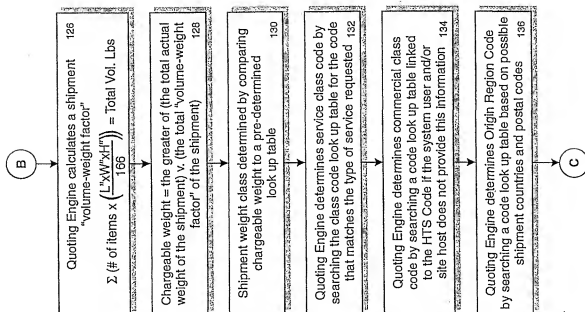 B
Quoting Engine calculates a shipment
"volume-weight factor" 126
Σ (# of items x (L"xW"xH" / 166)) = Total Vol. Lbs
Chargeable weight = the greater of (the total actual
weight of the shipment) v. (the total "volume-weight
factor" of the shipment) 128
Shipment weight class determined by comparing
chargeable weight to a pre-determined
look up table 130
Quoting Engine determines service class code by
searching the class code look up table for the code
that matches the type of service requested 132
Quoting Engine determines commercial class
code by searching a code look up table linked
to the HTS Code if the system user and/or
site host does not provide this information 134
Quoting Engine determines Origin Region Code
by searching a code look up table based on possible
shipment countries and postal codes 136
C